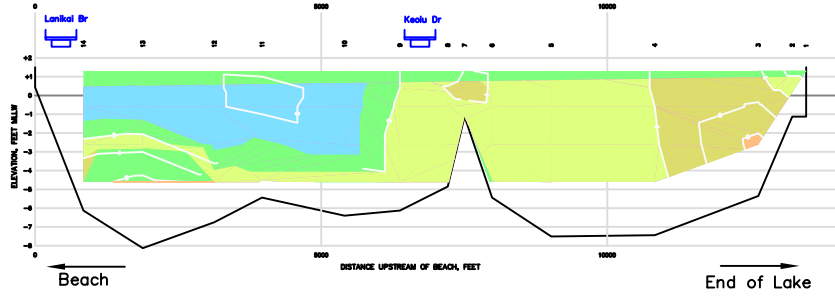 0 5000 10000
Lanikai Br Keolu Dr
14 13 12 11 10 9 8 7 6 5 4 3 2 1
+2
+1
0
-1
-2
-3
-4
-5
-6
-7
-8
ELEVATION, FEET MLLW
0 5000 10000
DISTANCE UPSTREAM OF BEACH, FEET
Beach End of Lake